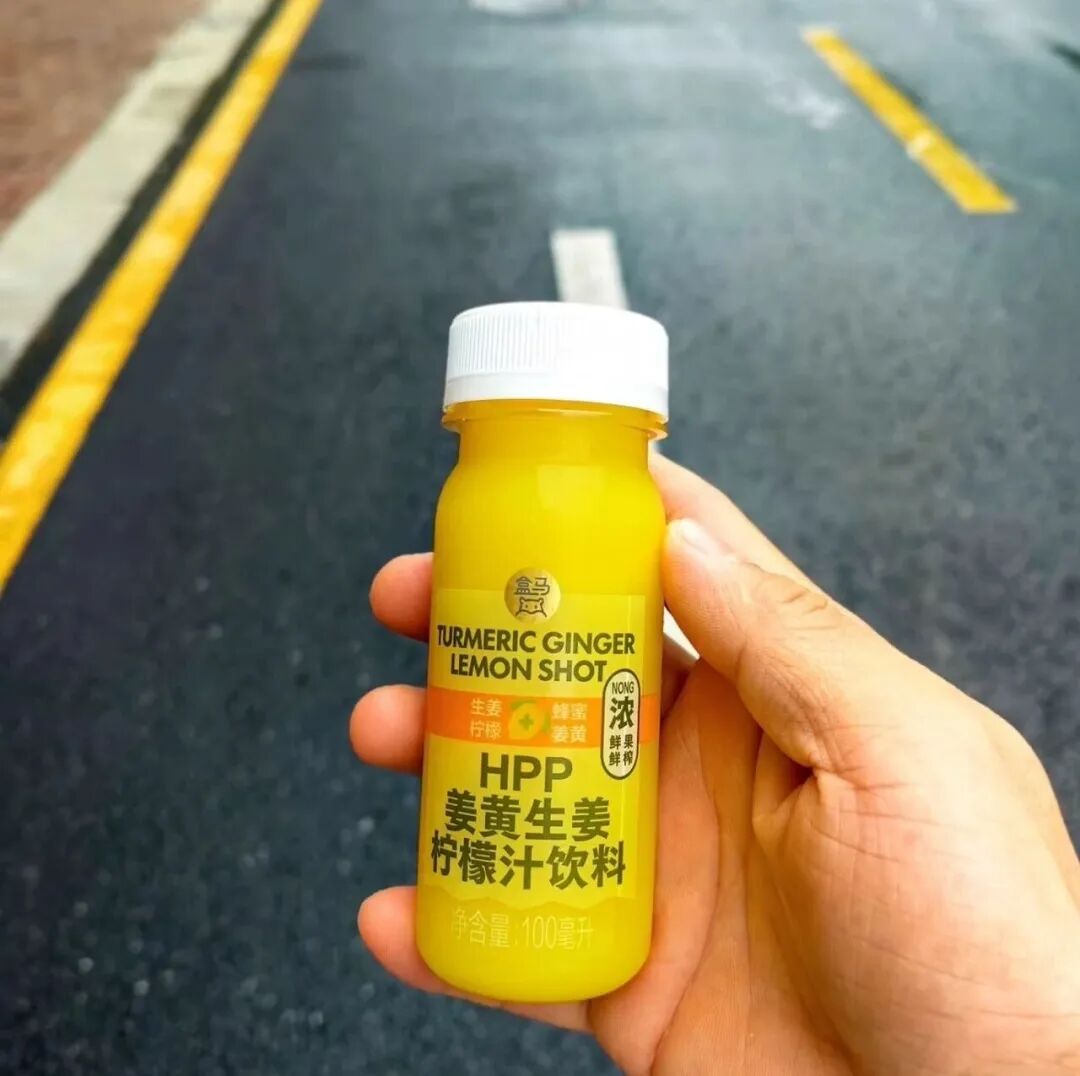 盒马
TURMERIC GINGER
LEMON SHOT
NONG
浓
鲜果
鲜榨
生姜 蜂蜜
柠檬 姜黄
HPP
姜黄生姜
柠檬汁饮料
净含量:100毫升